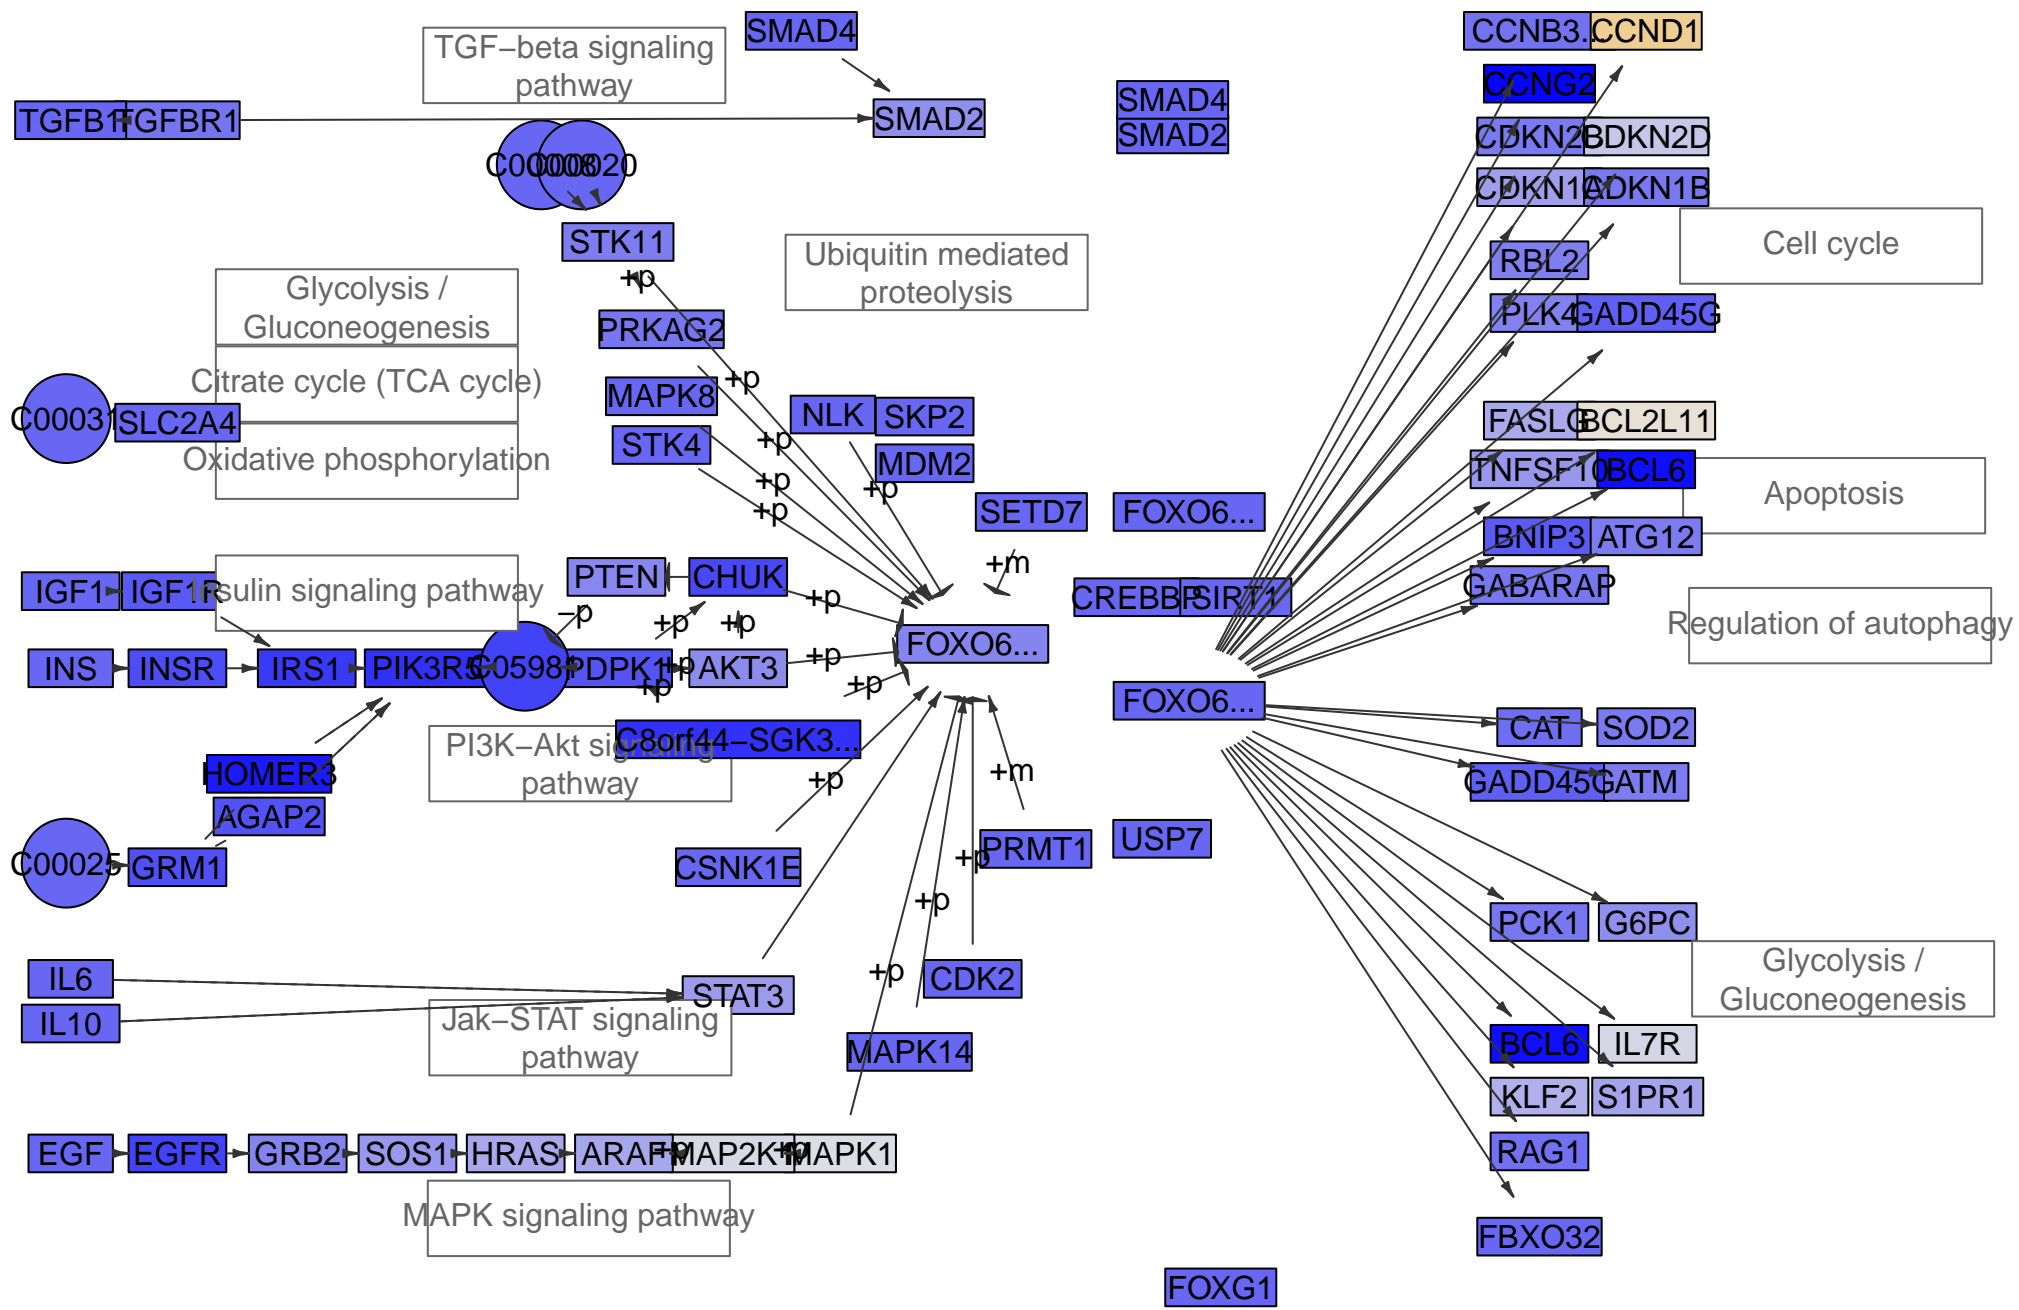 SMAD4
CCNB3...
CCND1
TGF−beta signaling
pathway
CCNG2
SMAD4
TGFB1
TGFBR1
SMAD2
SMAD2
CDKN2B
CDKN2D
C00020
CDKN1A
CDKN1B
STK11
Ubiquitin mediated
proteolysis
Cell cycle
RBL2
+p
Glycolysis /
Gluconeogenesis
PRKAG2
PLK4
GADD45G
+p
Citrate cycle (TCA cycle)
MAPK8
C00031
SLC2A4
NLK
SKP2
FASLG
BCL2L11
STK4
+p
Oxidative phosphorylation
MDM2
TNFSF10
BCL6
+p
+p
+p
SETD7
FOXO6...
Apoptosis
BNIP3
ATG12
+m
IGF1
IGF1R
Insulin signaling pathway
PTEN
CHUK
GABARAP
−p
+p
CREBBP
SIRT1
+p
+p
Regulation of autophagy
FOXO6...
INS
INSR
IRS1
PIK3R5
C05981
PDPK1
+p
AKT3
+p
+p
+p
FOXO6...
PI3K−Akt signaling
pathway
C8orf44−SGK3...
CAT
SOD2
HOMER3
+p
+m
GADD45G
ATM
AGAP2
C00025
GRM1
CSNK1E
+p
PRMT1
USP7
+p
PCK1
G6PC
IL6
+p
CDK2
STAT3
Glycolysis /
Gluconeogenesis
IL10
Jak−STAT signaling
pathway
MAPK14
BCL6
IL7R
KLF2
S1PR1
EGF
EGFR
GRB2
SOS1
HRAS
ARAF
+p
MAP2K1
+p
MAPK1
RAG1
MAPK signaling pathway
FBXO32
FOXG1